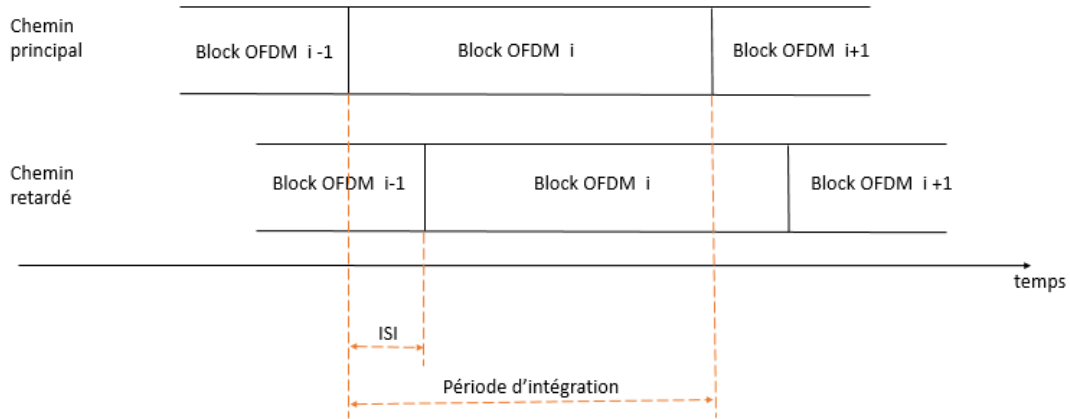 Chemin
principal
Block OFDM i -1
Block OFDM i
Block OFDM i+1
Chemin
retardé
Block OFDM i-1
Block OFDM i
Block OFDM i +1
temps
ISI
Période d'intégration